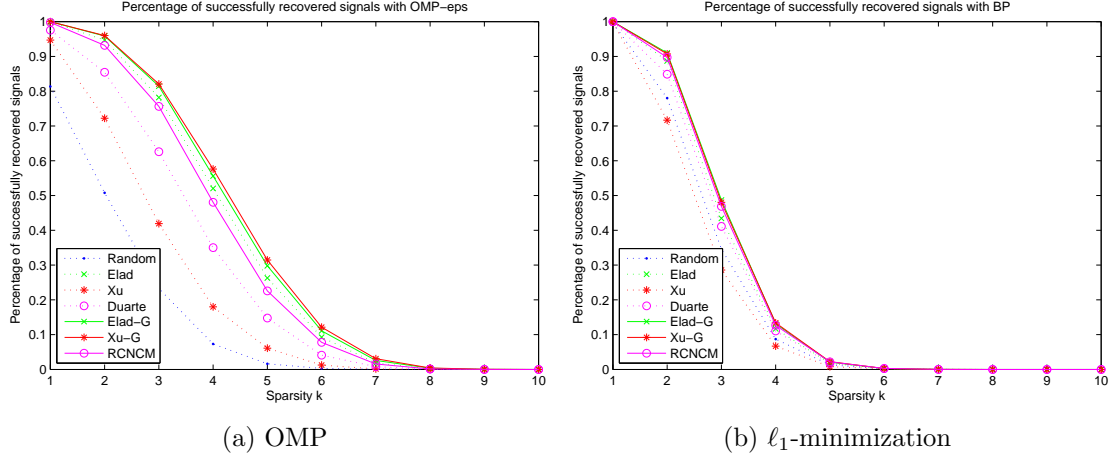 Percentage of successfully recovered signals with OMP-eps
Percentage of successfully recovered signals
1
0.9
0.8
0.7
0.6
0.5
0.4
0.3
0.2
0.1
0
Random
Elad
Xu
Duarte
Elad-G
Xu-G
RCNCM
1 2 3 4 5 6 7 8 9 10
Sparsity k
(a) OMP
Percentage of successfully recovered signals with BP
Percentage of successfully recovered signals
1
0.9
0.8
0.7
0.6
0.5
0.4
0.3
0.2
0.1
0
Random
Elad
Xu
Duarte
Elad-G
Xu-G
RCNCM
1 2 3 4 5 6 7 8 9 10
Sparsity k
(b) ℓ₁-minimization